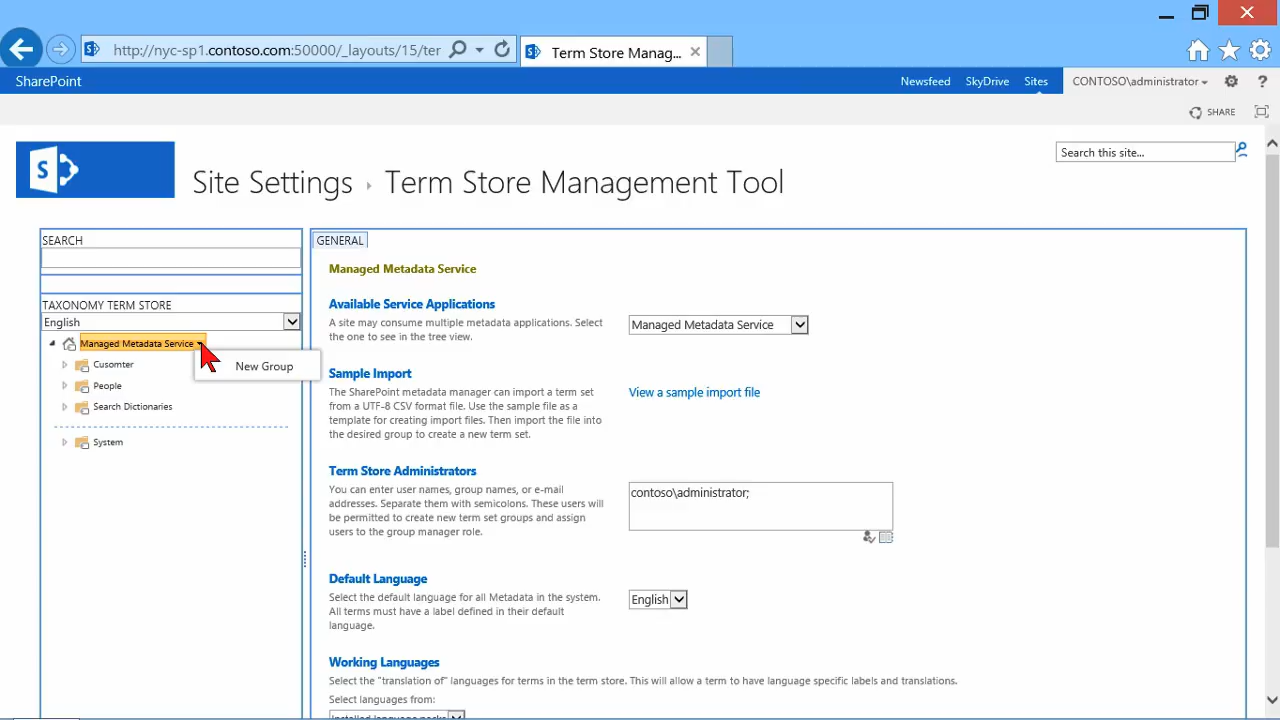 http://nyc-sp1.contoso.com:50000/_layouts/15/ter
Term Store Manag...
SharePoint
Newsfeed SkyDrive Sites CONTOSO\administrator ?
SHARE
S
Site Settings Term Store Management Tool
Search this site...
SEARCH
TAXONOMY TERM STORE
English
Managed Metadata Service
New Group
Cusomter
People
Search Dictionaries
System
GENERAL
Managed Metadata Service
Available Service Applications
A site may consume multiple metadata applications. Select
the one to see in the tree view.
Managed Metadata Service
Sample Import
The SharePoint metadata manager can import a term set
from a UTF-8 CSV format file. Use the sample file as a
template for creating import files. Then import the file into
the desired group to create a new term set.
View a sample import file
Term Store Administrators
You can enter user names, group names, or e-mail
addresses. Separate them with semicolons. These users will
be permitted to create new term set groups and assign
users to the group manager role.
contoso\administrator;
Default Language
Select the default language for all Metadata in the system.
All terms must have a label defined in their default
language.
English
Working Languages
Select the "translation of" languages for terms in the term store. This will allow a term to have language specific labels and translations.
Select languages from:
Installed language packs